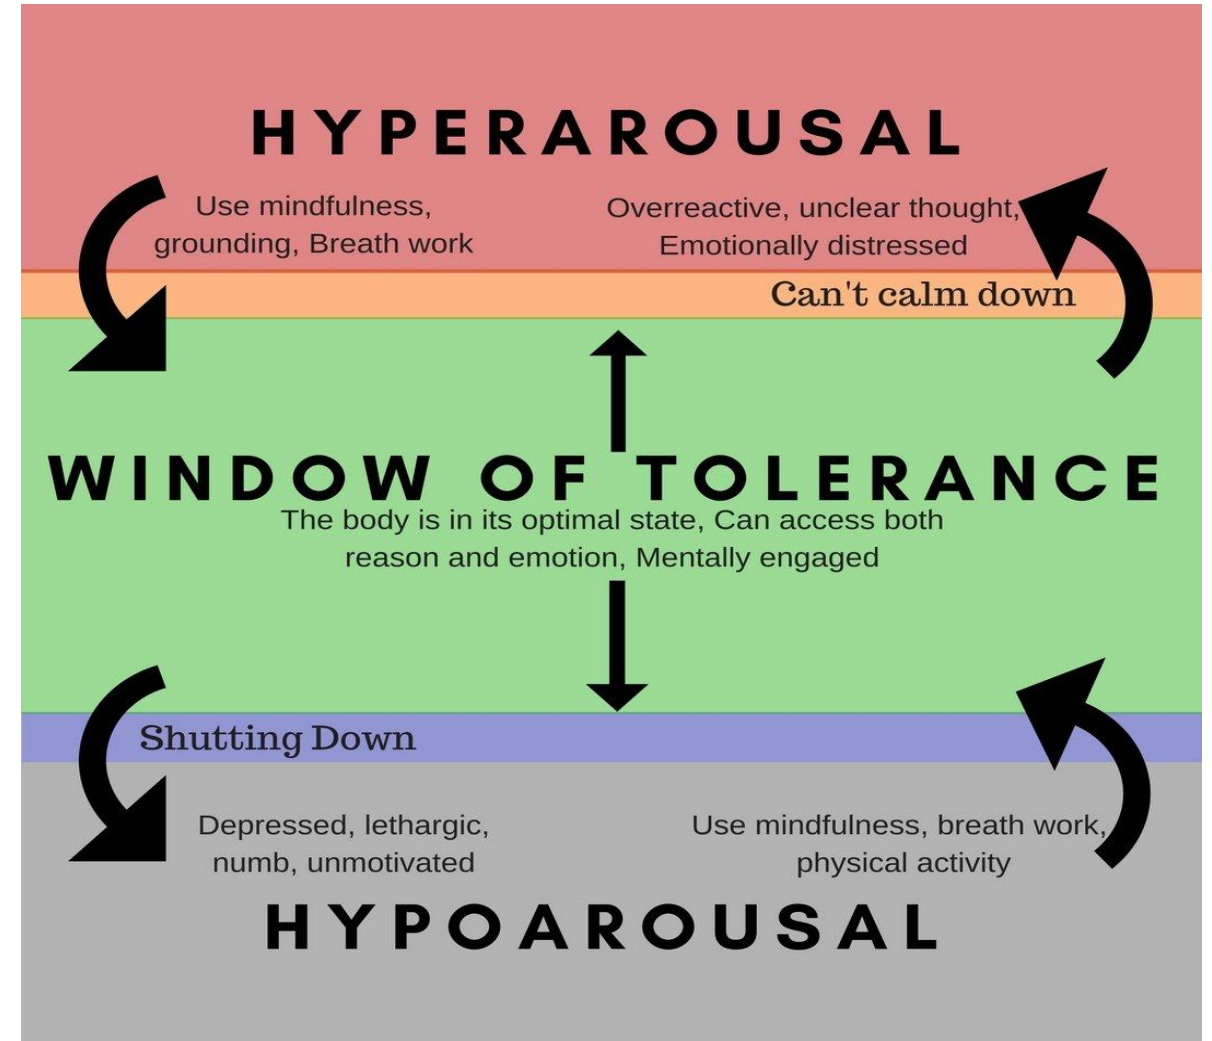 HYPERAROUSAL
Use mindfulness,
grounding, Breath work
Overreactive, unclear thought,
Emotionally distressed
Can't calm down
WINDOW OF TOLERANCE
The body is in its optimal state, Can access both
reason and emotion, Mentally engaged
Shutting Down
Depressed, lethargic,
numb, unmotivated
Use mindfulness, breath work,
physical activity
HYPOAROUSAL